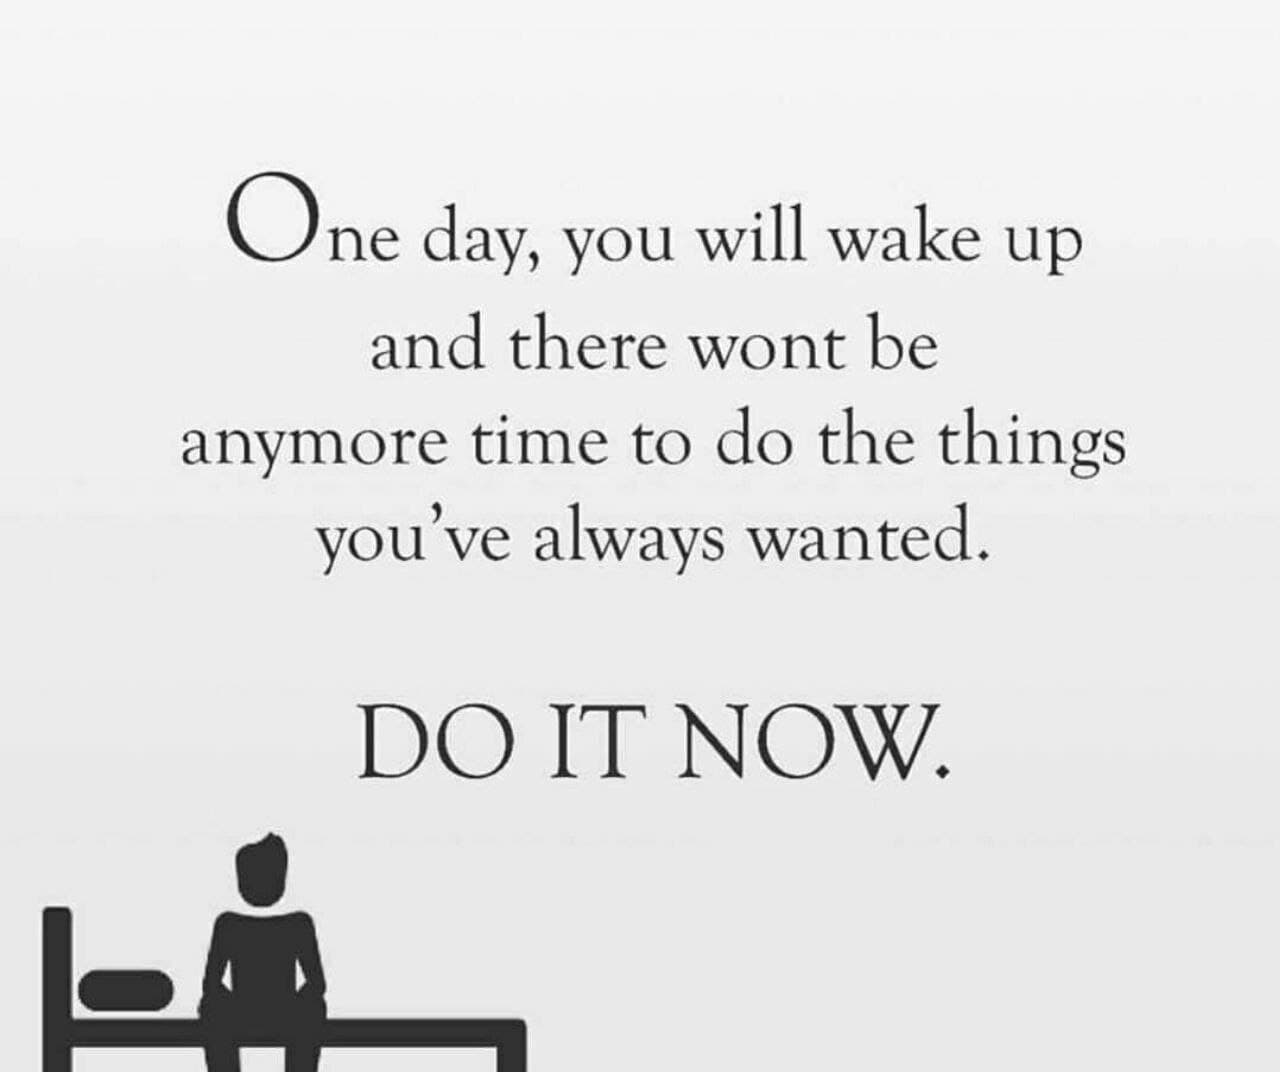 One day, you will wake up
and there wont be
anymore time to do the things
you've always wanted.
DO IT NOW.